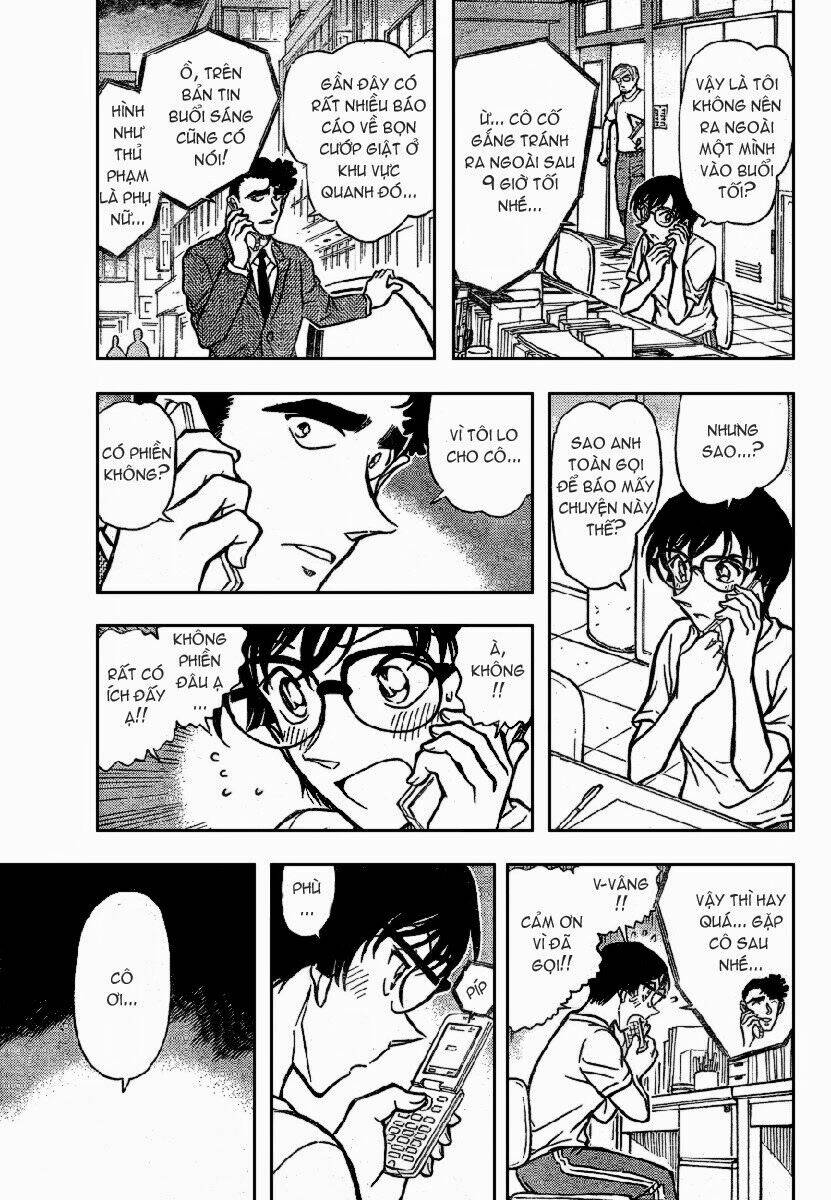 VẬY LÀ TÔI
KHÔNG NÊN
RA NGOÀI
MỘT MÌNH
VÀO BUỔI
TỐI?
Ừ... CÔ CỐ
GẮNG TRÁNH
RA NGOÀI SAU
9 GIỜ TỐI
NHÉ...
GẦN ĐÂY CÓ
RẤT NHIỀU BÁO
CÁO VỀ BỌN
CƯỚP GIẬT Ở
KHU VỰC
QUANH ĐÓ...
Ồ, TRÊN
BẢN TIN
BUỔI SÁNG
CŨNG CÓ
NÓI!
HÌNH
NHƯ
THỦ
PHẠM
LÀ PHỤ
NỮ...
NHƯNG
SAO...?
SAO ANH
TOÀN GỌI
ĐỂ BÁO MẤY
CHUYỆN NÀY
THẾ?
VÌ TÔI LO
CHO CÔ...
CÓ PHIỀN
KHÔNG?
À,
KHÔNG
!!
KHÔNG
PHIỀN
ĐÂU Ạ
...
RẤT CÓ
ÍCH ĐẤY
Ạ!!
VẬY THÌ HAY
QUÁ... GẶP
CÔ SAU
NHÉ...
V-VÂNG
!!
CẢM ƠN
VÌ ĐÃ
GỌI!!
PHÙ
...
PÍP
CÔ
ƠI...